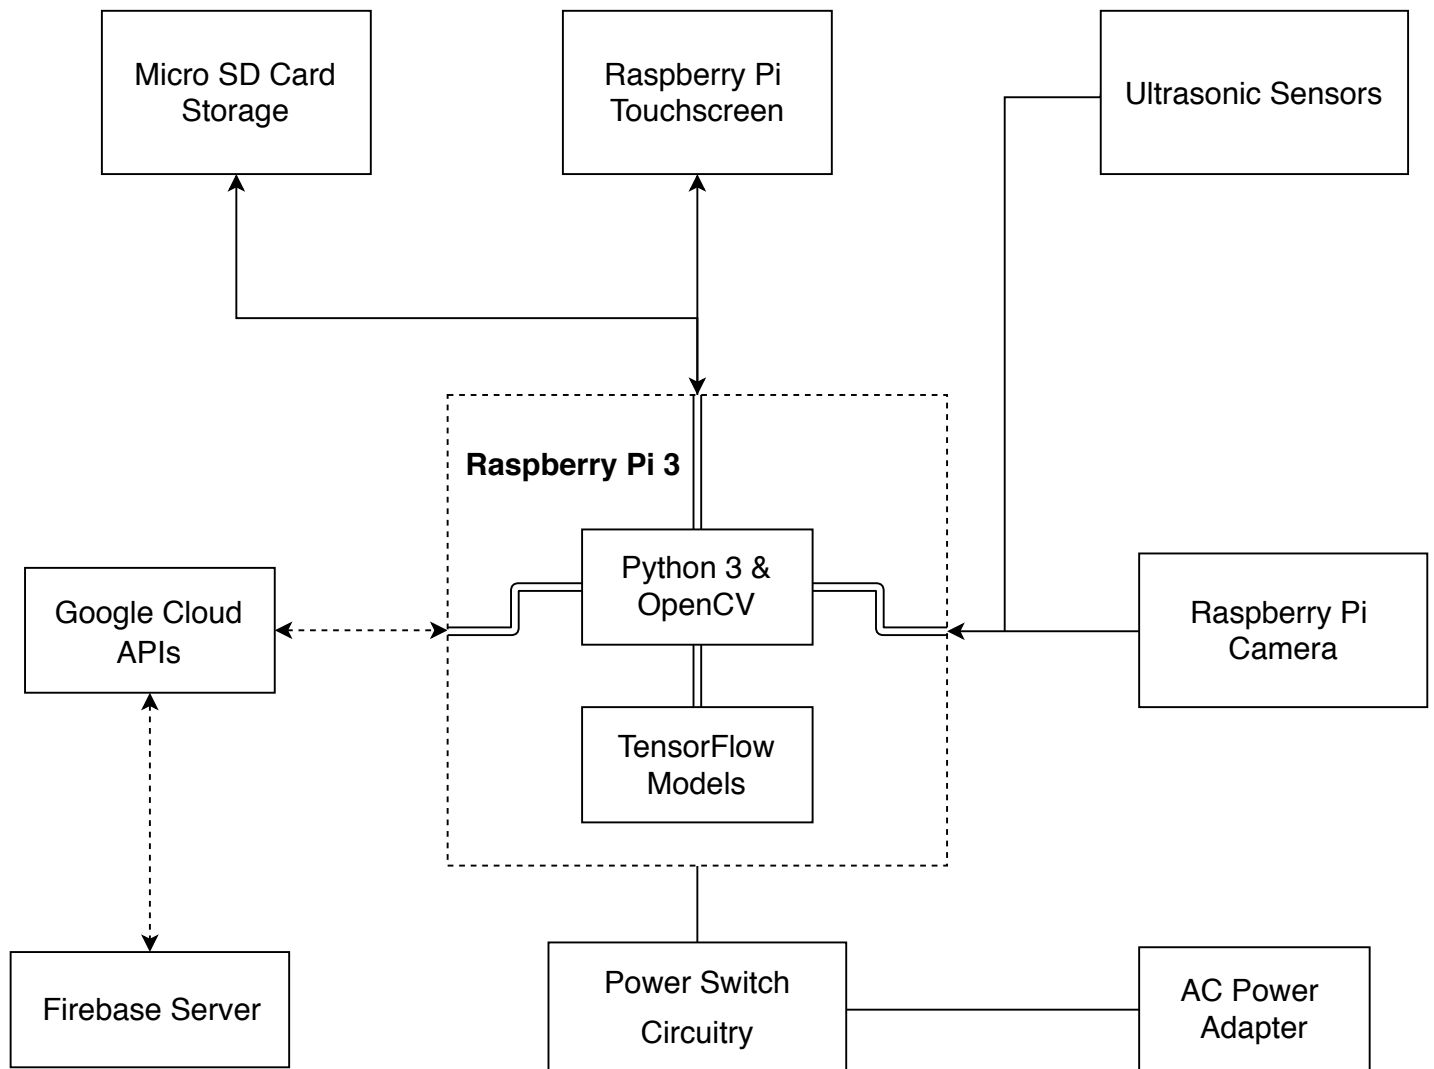 Micro SD Card
Storage
Raspberry Pi
Touchscreen
Ultrasonic Sensors
Raspberry Pi 3
Python 3 &
OpenCV
Google Cloud
APIs
Raspberry Pi
Camera
TensorFlow
Models
Firebase Server
Power Switch
Circuitry
AC Power
Adapter